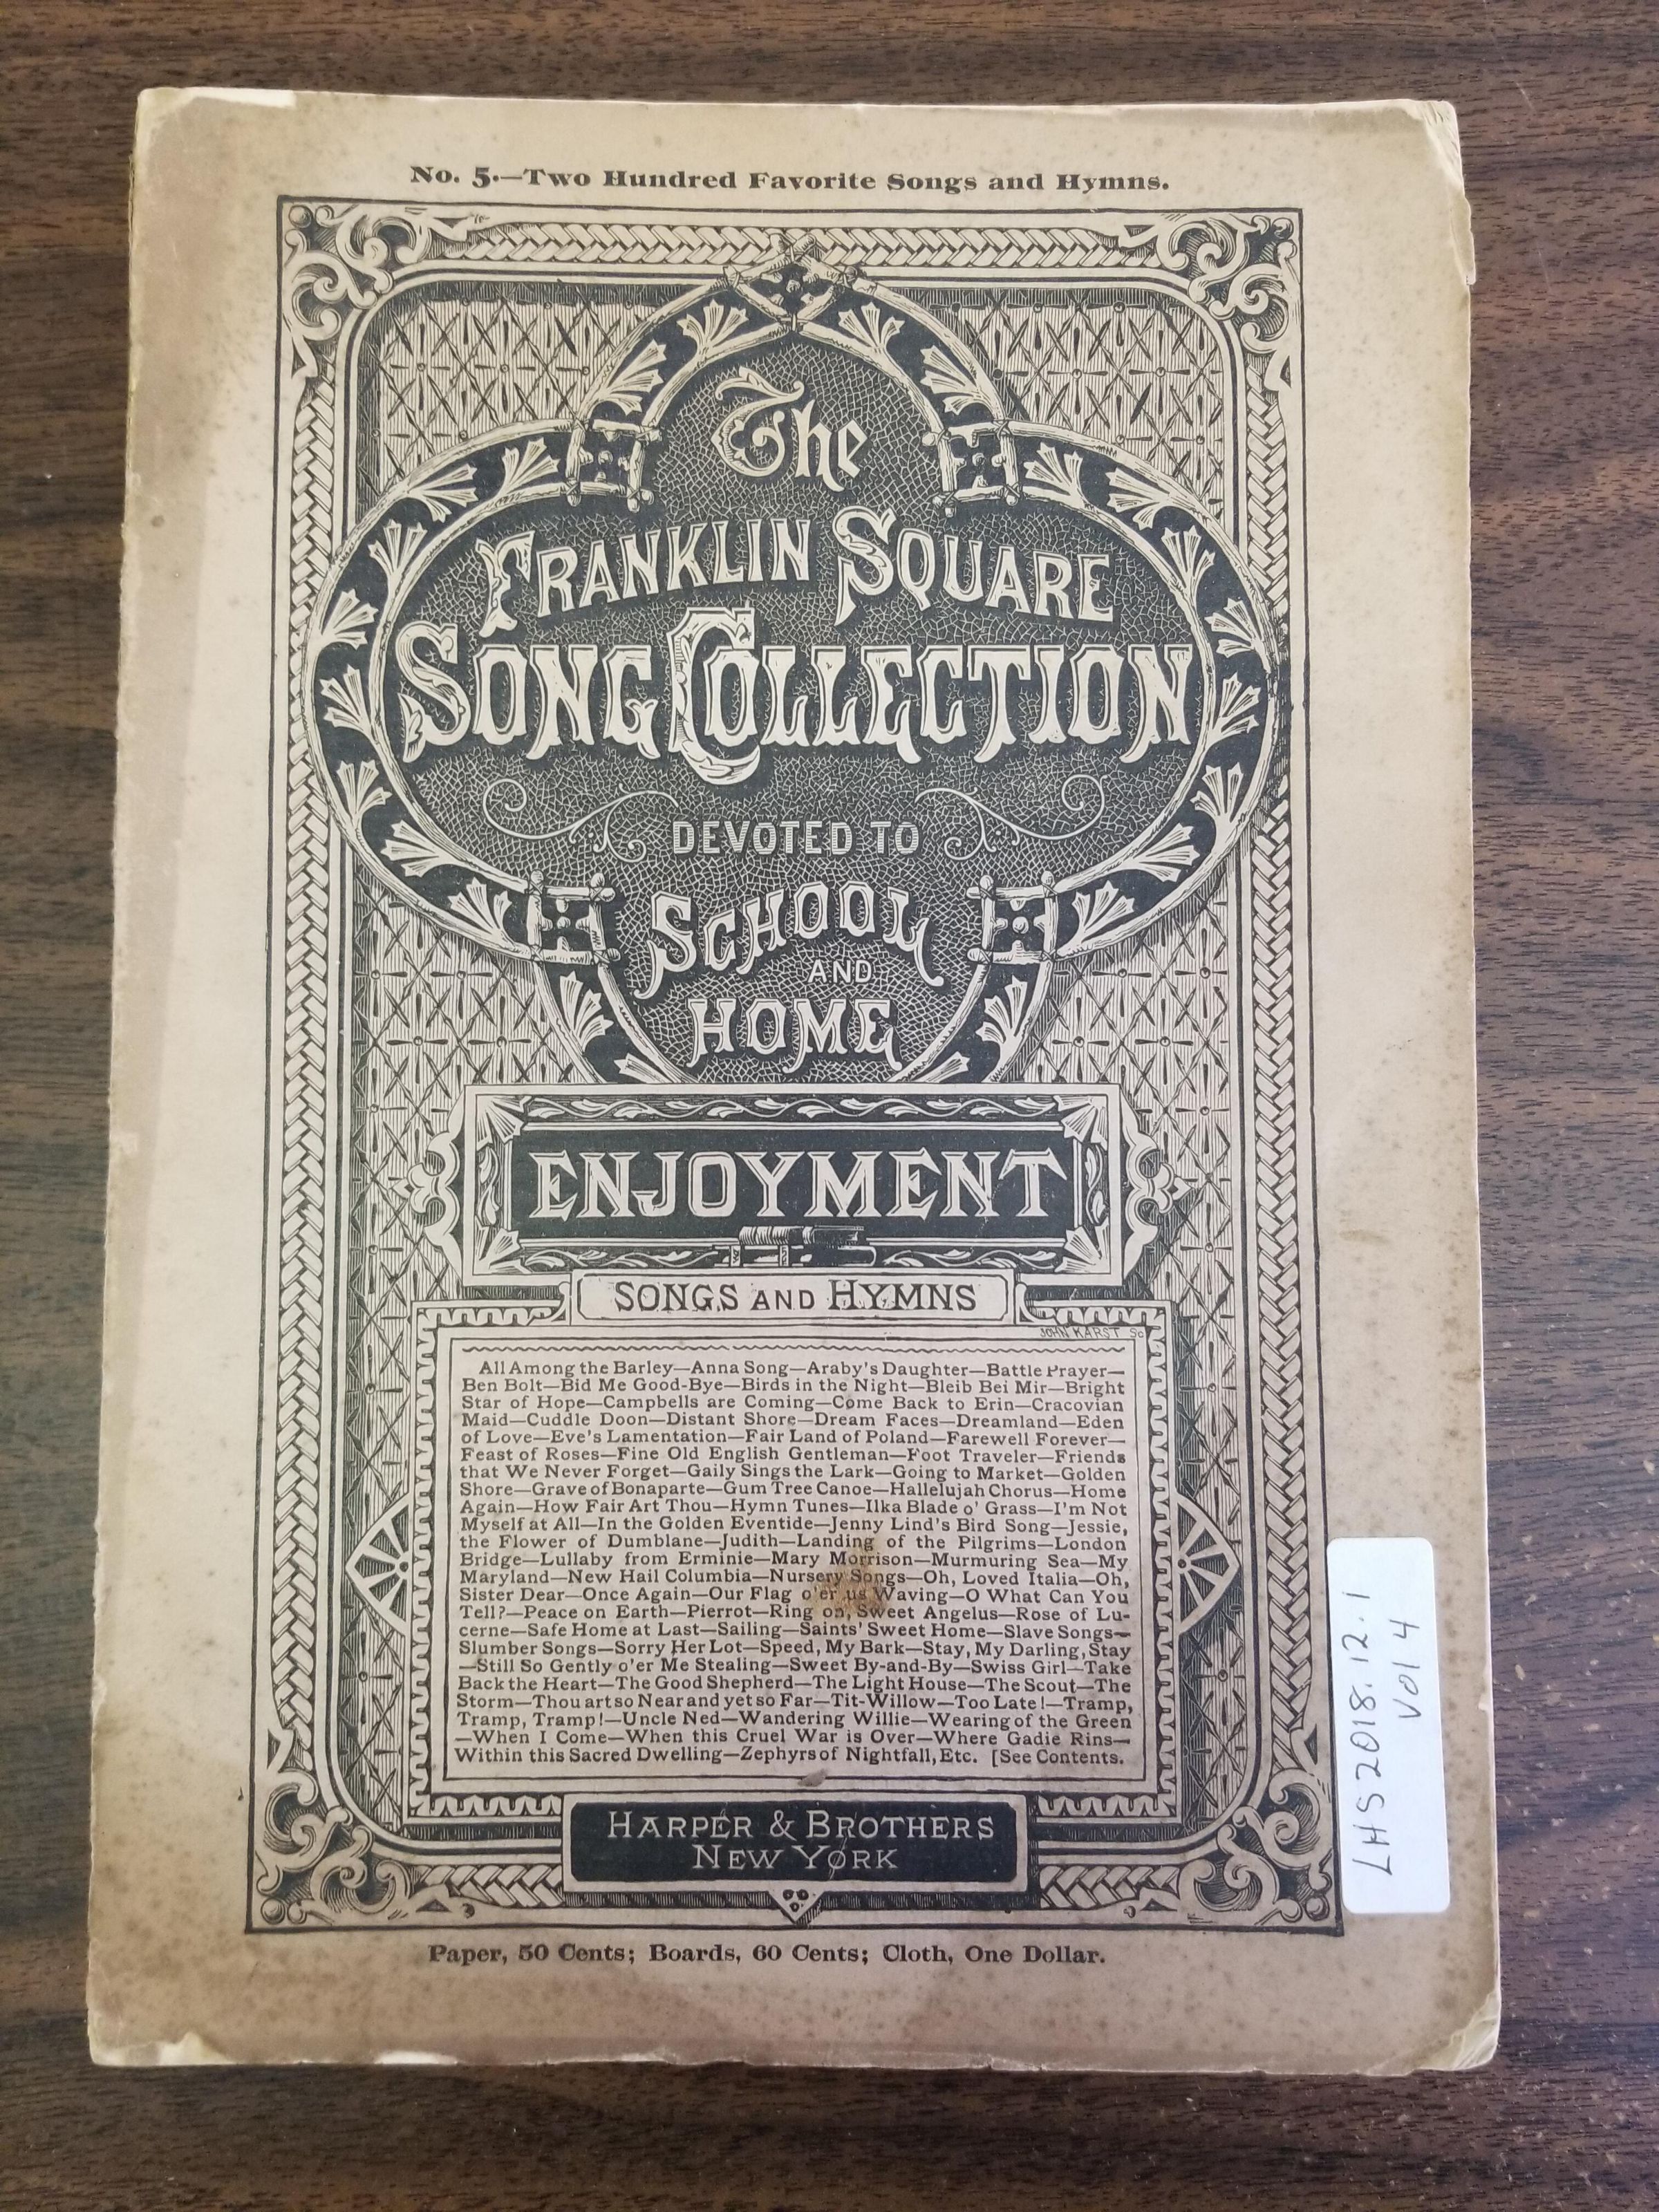 No. 5.—Two Hundred Favorite Songs and Hymns.
The
FRANKLIN SQUARE
SONG COLLECTION
DEVOTED TO
SCHOOL
AND
HOME
ENJOYMENT
SONGS AND HYMNS
JOHN KARST Sc
All Among the Barley—Anna Song—Araby's Daughter—Battle Prayer—
Ben Bolt—Bid Me Good-Bye—Birds in the Night—Bleib Bei Mir—Bright
Star of Hope—Campbells are Coming—Come Back to Erin—Cracovian
Maid—Cuddle Doon—Distant Shore—Dream Faces—Dreamland—Eden
of Love—Eve's Lamentation—Fair Land of Poland—Farewell Forever—
Feast of Roses—Fine Old English Gentleman—Foot Traveler—Friends
that We Never Forget—Gaily Sings the Lark—Going to Market—Golden
Shore—Grave of Bonaparte—Gum Tree Canoe—Hallelujah Chorus—Home
Again—How Fair Art Thou—Hymn Tunes—Ilka Blade o' Grass—I'm Not
Myself at All—In the Golden Eventide—Jenny Lind's Bird Song—Jessie,
the Flower of Dumblane—Judith—Landing of the Pilgrims—London
Bridge—Lullaby from Erminie—Mary Morrison—Murmuring Sea—My
Maryland—New Hail Columbia—Nursery Songs—Oh, Loved Italia—Oh,
Sister Dear—Once Again—Our Flag o'er us Waving—O What Can You
Tell?—Peace on Earth—Pierrot—Ring on, Sweet Angelus—Rose of Lu-
cerne—Safe Home at Last—Sailing—Saints' Sweet Home—Slave Songs—
Slumber Songs—Sorry Her Lot—Speed, My Bark—Stay, My Darling, Stay
—Still So Gently o'er Me Stealing—Sweet By-and-By—Swiss Girl—Take
Back the Heart—The Good Shepherd—The Light House—The Scout—The
Storm—Thou art so Near and yet so Far—Tit-Willow—Too Late!—Tramp,
Tramp, Tramp!—Uncle Ned—Wandering Willie—Wearing of the Green
—When I Come—When this Cruel War is Over—Where Gadie Rins—
Within this Sacred Dwelling—Zephyrs of Nightfall, Etc. [See Contents.
HARPER & BROTHERS
NEW YORK
Paper, 50 Cents; Boards, 60 Cents; Cloth, One Dollar.
LHS 2018.12.1
Vol 4